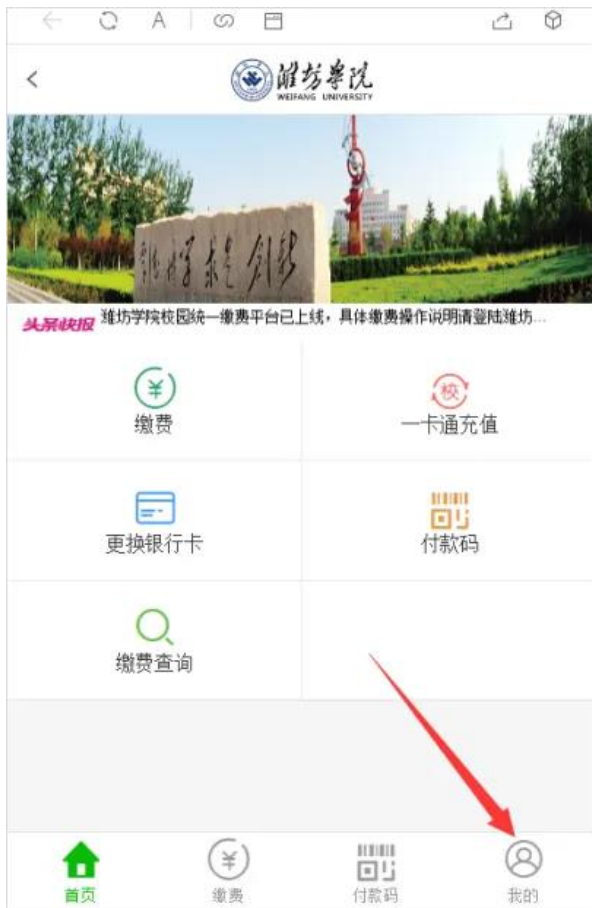 A
潍坊学院
WEIFANG UNIVERSITY
头条快报 潍坊学院校园统一缴费平台已上线，具体缴费操作说明请登陆潍坊...
缴费
校
一卡通充值
更换银行卡
付款码
缴费查询
首页
缴费
付款码
我的